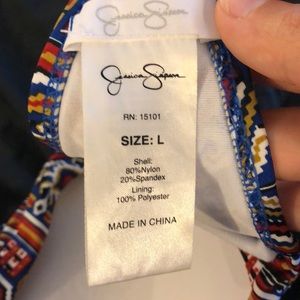 Jessica Simpson
Jessica Simpson
RN: 15101
SIZE: L
Shell:
80%Nylon
20%Spandex
Lining:
100% Polyester
MADE IN CHINA